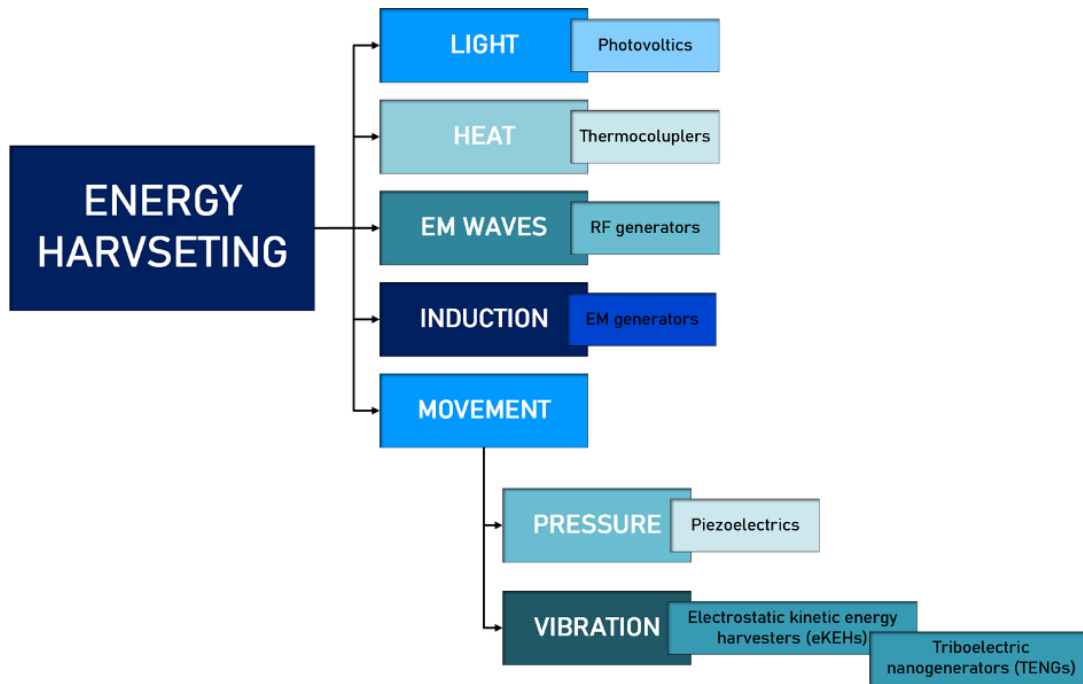 ENERGY
HARVSETING
LIGHT
Photovoltics
HEAT
Thermocoluplers
EM WAVES
RF generators
INDUCTION
EM generators
MOVEMENT
PRESSURE
Piezoelectrics
VIBRATION
Electrostatic kinetic energy
harvesters (eKEHs)
Triboelectric
nanogenerators (TENGs)